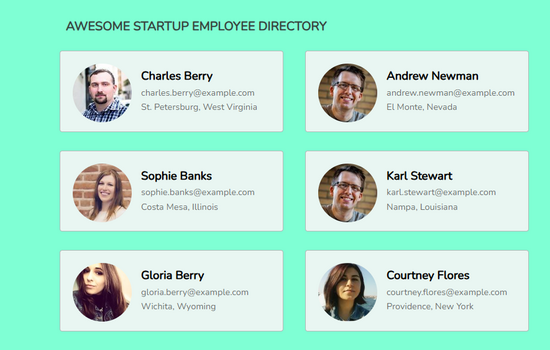 AWESOME STARTUP EMPLOYEE DIRECTORY
Charles Berry
charles.berry@example.com
St. Petersburg, West Virginia
Andrew Newman
andrew.newman@example.com
El Monte, Nevada
Sophie Banks
sophie.banks@example.com
Costa Mesa, Illinois
Karl Stewart
karl.stewart@example.com
Nampa, Louisiana
Gloria Berry
gloria.berry@example.com
Wichita, Wyoming
Courtney Flores
courtney.flores@example.com
Providence, New York